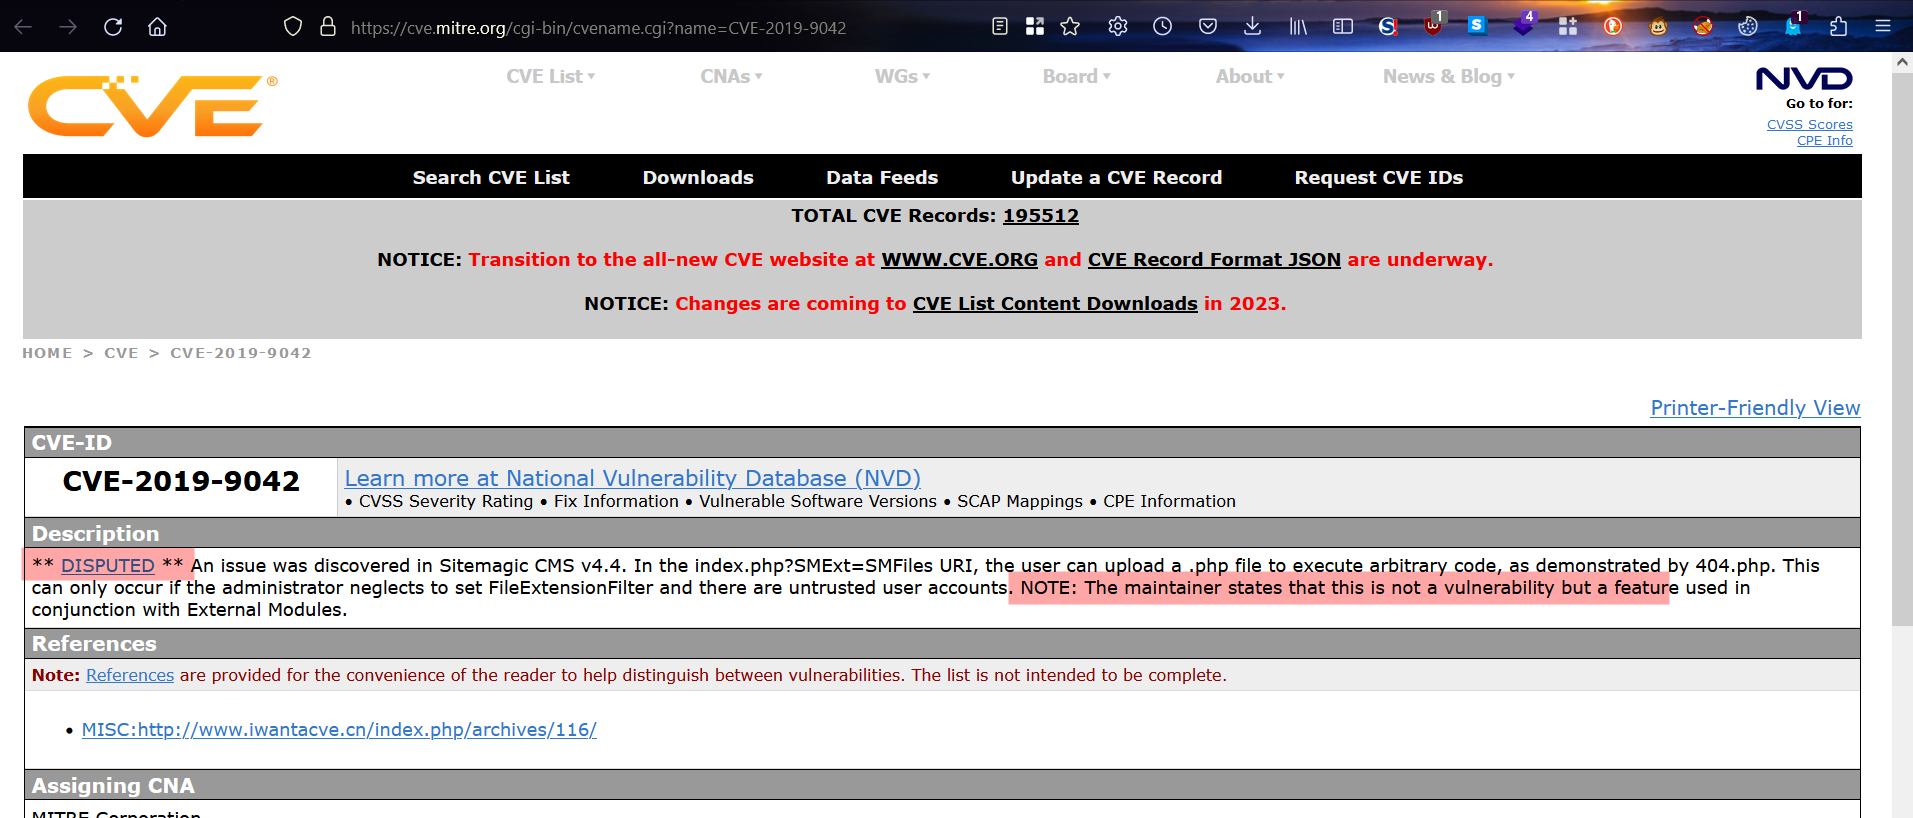 https://cve.mitre.org/cgi-bin/cvename.cgi?name=CVE-2019-9042
1
S
4
1
CVE®
CVE List▾
CNAs▾
WGs▾
Board▾
About▾
News & Blog▾
NVD
Go to for:
CVSS Scores
CPE Info
Search CVE List
Downloads
Data Feeds
Update a CVE Record
Request CVE IDs
TOTAL CVE Records: 195512
NOTICE: Transition to the all-new CVE website at WWW.CVE.ORG and CVE Record Format JSON are underway.
NOTICE: Changes are coming to CVE List Content Downloads in 2023.
HOME > CVE > CVE-2019-9042
Printer-Friendly View
CVE-ID
CVE-2019-9042
Learn more at National Vulnerability Database (NVD)
• CVSS Severity Rating • Fix Information • Vulnerable Software Versions • SCAP Mappings • CPE Information
Description
** DISPUTED ** An issue was discovered in Sitemagic CMS v4.4. In the index.php?SMExt=SMFiles URI, the user can upload a .php file to execute arbitrary code, as demonstrated by 404.php. This
can only occur if the administrator neglects to set FileExtensionFilter and there are untrusted user accounts. NOTE: The maintainer states that this is not a vulnerability but a feature used in
conjunction with External Modules.
References
Note: References are provided for the convenience of the reader to help distinguish between vulnerabilities. The list is not intended to be complete.
• MISC:http://www.iwantacve.cn/index.php/archives/116/
Assigning CNA
MITRE Corporation